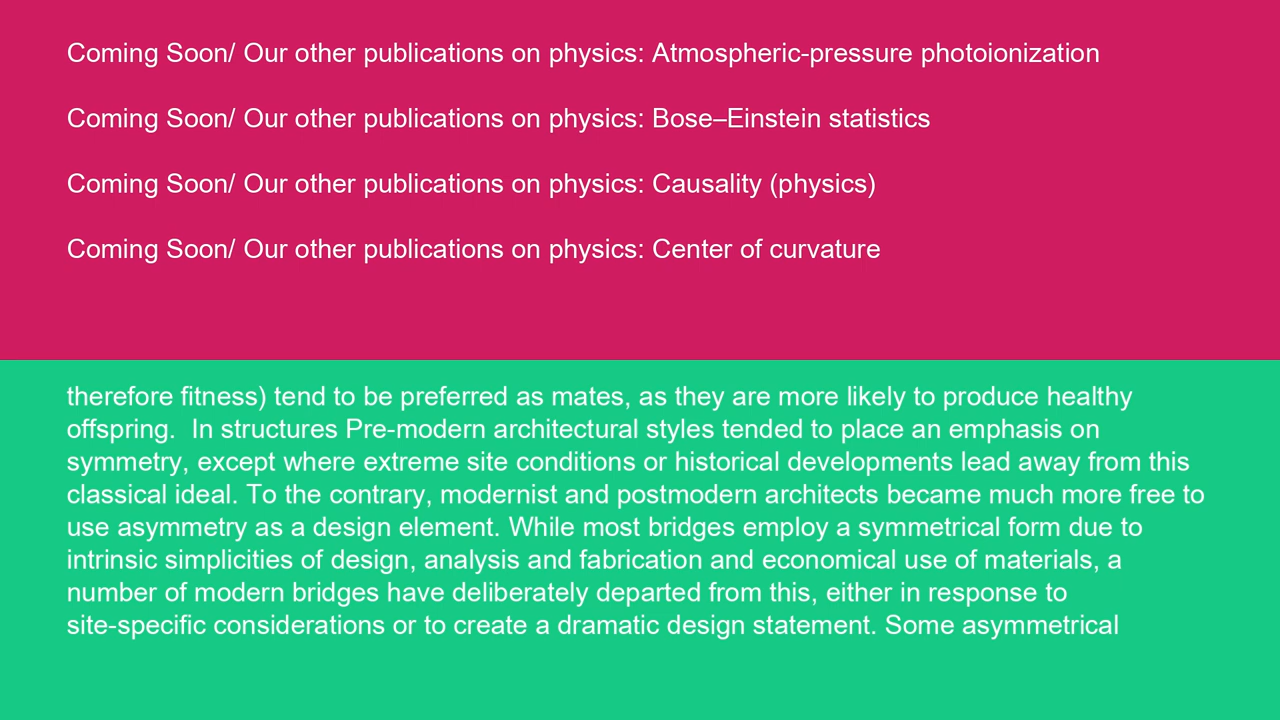 Coming Soon/ Our other publications on physics: Atmospheric-pressure photoionization
Coming Soon/ Our other publications on physics: Bose–Einstein statistics
Coming Soon/ Our other publications on physics: Causality (physics)
Coming Soon/ Our other publications on physics: Center of curvature
therefore fitness) tend to be preferred as mates, as they are more likely to produce healthy
offspring.  In structures Pre-modern architectural styles tended to place an emphasis on
symmetry, except where extreme site conditions or historical developments lead away from this
classical ideal. To the contrary, modernist and postmodern architects became much more free to
use asymmetry as a design element. While most bridges employ a symmetrical form due to
intrinsic simplicities of design, analysis and fabrication and economical use of materials, a
number of modern bridges have deliberately departed from this, either in response to
site-specific considerations or to create a dramatic design statement. Some asymmetrical